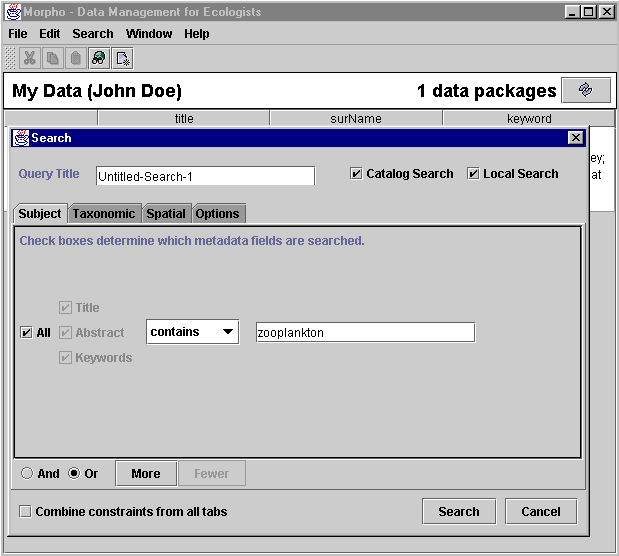 Morpho - Data Management for Ecologists
File Edit Search Window Help
My Data (John Doe) 1 data packages
title surName keyword
Search
ey;
Query Title Untitled-Search-1 Catalog Search Local Search
at
Subject Taxonomic Spatial Options
Check boxes determine which metadata fields are searched.
Title
All Abstract contains zooplankton
Keywords
And Or More Fewer
Combine constraints from all tabs Search Cancel